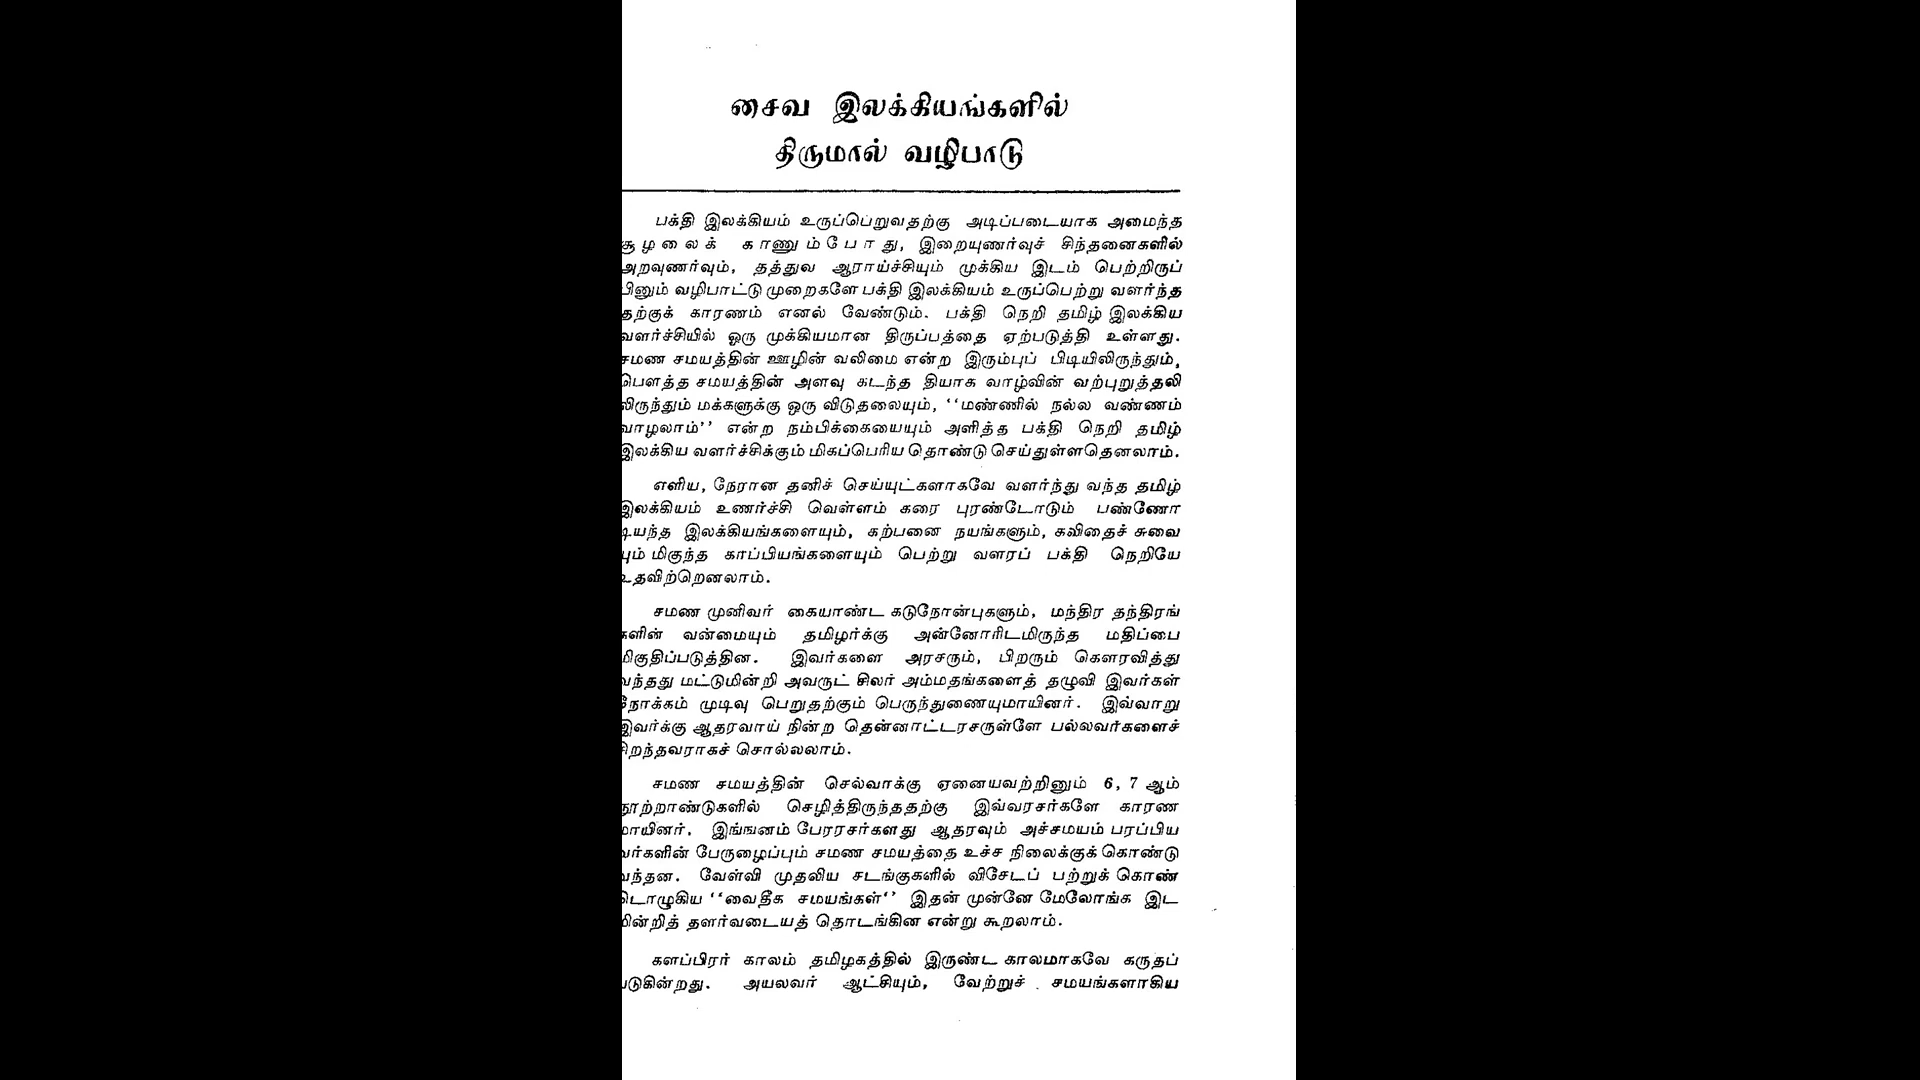 சைவ இலக்கியங்களில்
திருமால் வழிபாடு
பக்தி இலக்கியம் உருப்பெறுவதற்கு அடிப்படையாக அமைந்த
சூழலைக் காணும்போது, இறையுணர்வுச் சிந்தனைகளில்
அறவுணர்வும், தத்துவ ஆராய்ச்சியும் முக்கிய இடம் பெற்றிருப்
பினும் வழிபாட்டு முறைகளே பக்தி இலக்கியம் உருப்பெற்று வளர்ந்த
தற்குக் காரணம் எனல் வேண்டும். பக்தி நெறி தமிழ் இலக்கிய
வளர்ச்சியில் ஒரு முக்கியமான திருப்பத்தை ஏற்படுத்தி உள்ளது.
சமண சமயத்தின் ஊழின் வலிமை என்ற இரும்புப் பிடியிலிருந்தும்,
பௌத்த சமயத்தின் அளவு கடந்த தியாக வாழ்வின் வற்புறுத்தலி
லிருந்தும் மக்களுக்கு ஒரு விடுதலையும், ‘‘மண்ணில் நல்ல வண்ணம்
வாழலாம்’’ என்ற நம்பிக்கையையும் அளித்த பக்தி நெறி தமிழ்
இலக்கிய வளர்ச்சிக்கும் மிகப்பெரிய தொண்டு செய்துள்ளதெனலாம்.
எளிய, நேரான தனிச் செய்யுட்களாகவே வளர்ந்து வந்த தமிழ்
இலக்கியம் உணர்ச்சி வெள்ளம் கரை புரண்டோடும் பண்ணோ
டியந்த இலக்கியங்களையும், கற்பனை நயங்களும், கவிதைச் சுவை
யும் மிகுந்த காப்பியங்களையும் பெற்று வளரப் பக்தி நெறியே
உதவிற்றெனலாம்.
சமண முனிவர் கையாண்ட கடுநோன்புகளும், மந்திர தந்திரங்
களின் வன்மையும் தமிழர்க்கு அன்னோரிடமிருந்த மதிப்பை
மிகுதிப்படுத்தின. இவர்களை அரசரும், பிறரும் கௌரவித்து
வந்தது மட்டுமின்றி அவருட் சிலர் அம்மதங்களைத் தழுவி இவர்கள்
நோக்கம் முடிவு பெறுதற்கும் பெருந்துணையுமாயினர். இவ்வாறு
இவர்க்கு ஆதரவாய் நின்ற தென்னாட்டரசருள்ளே பல்லவர்களைச்
சிறந்தவராகச் சொல்லலாம்.
சமண சமயத்தின் செல்வாக்கு ஏனையவற்றினும் 6, 7 ஆம்
நூற்றாண்டுகளில் செழித்திருந்ததற்கு இவ்வரசர்களே காரண
மாயினர். இங்ஙனம் பேரரசர்களது ஆதரவும் அச்சமயம் பரப்பிய
வர்களின் பேருழைப்பும் சமண சமயத்தை உச்ச நிலைக்குக் கொண்டு
வந்தன. வேள்வி முதலிய சடங்குகளில் விசேடப் பற்றுக் கொண்
டொழுகிய ‘‘வைதீக சமயங்கள்’’ இதன் முன்னே மேலோங்க இட
மின்றித் தளர்வடையத் தொடங்கின என்று கூறலாம்.
களப்பிரர் காலம் தமிழகத்தில் இருண்ட காலமாகவே கருதப்
படுகின்றது. அயலவர் ஆட்சியும், வேற்றுச் சமயங்களாகிய